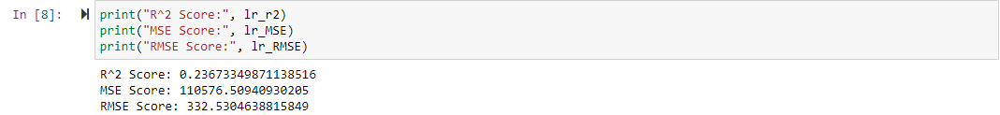 In [8]: print("R^2 Score:", lr_r2)
print("MSE Score:", lr_MSE)
print("RMSE Score:", lr_RMSE)
R^2 Score: 0.23673349871138516
MSE Score: 110576.50940930205
RMSE Score: 332.5304638815849